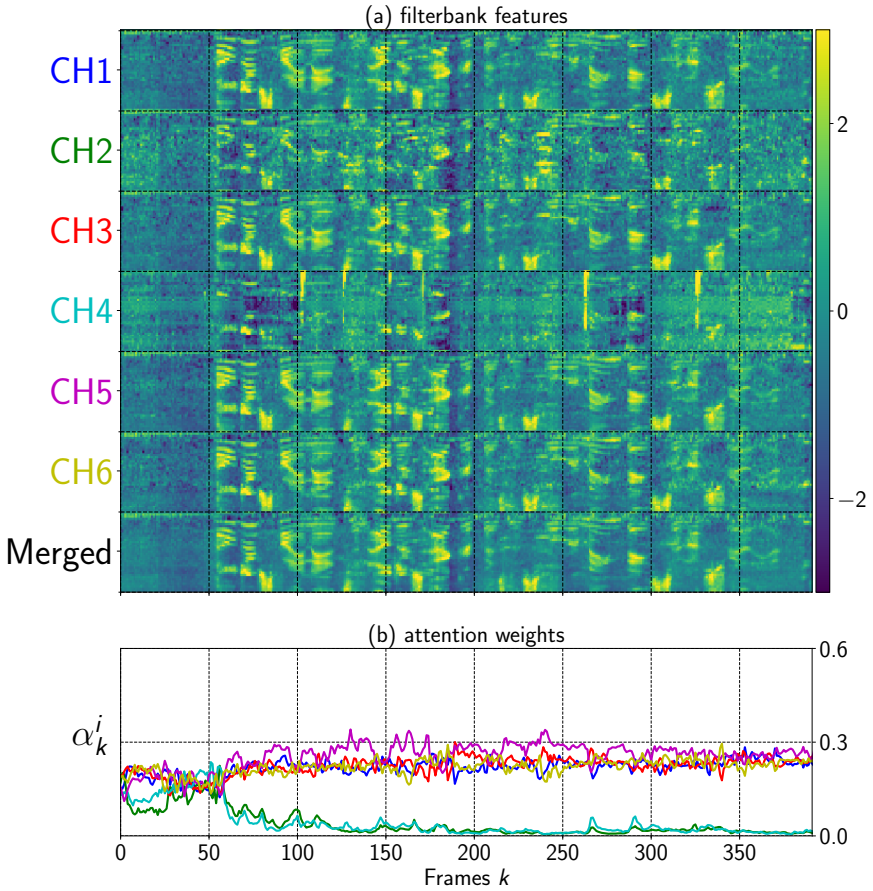 (a) filterbank features
CH1
CH2
CH3
CH4
CH5
CH6
Merged
2
0
−2
(b) attention weights
α_k^i
0.6
0.3
0.0
0 50 100 150 200 250 300 350
Frames k